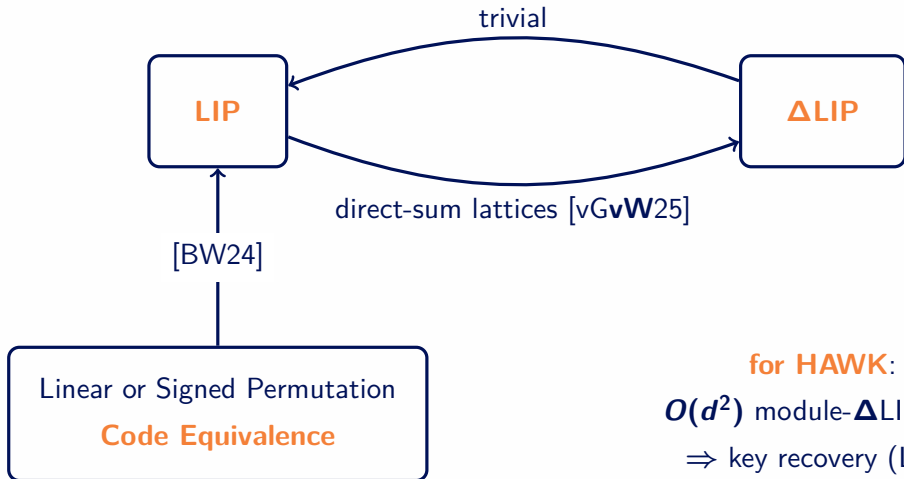 trivial
LIP
ΔLIP
direct-sum lattices [vGvW25]
[BW24]
Linear or Signed Permutation
Code Equivalence
for HAWK:
O(d²) module-ΔLI
⇒ key recovery (L